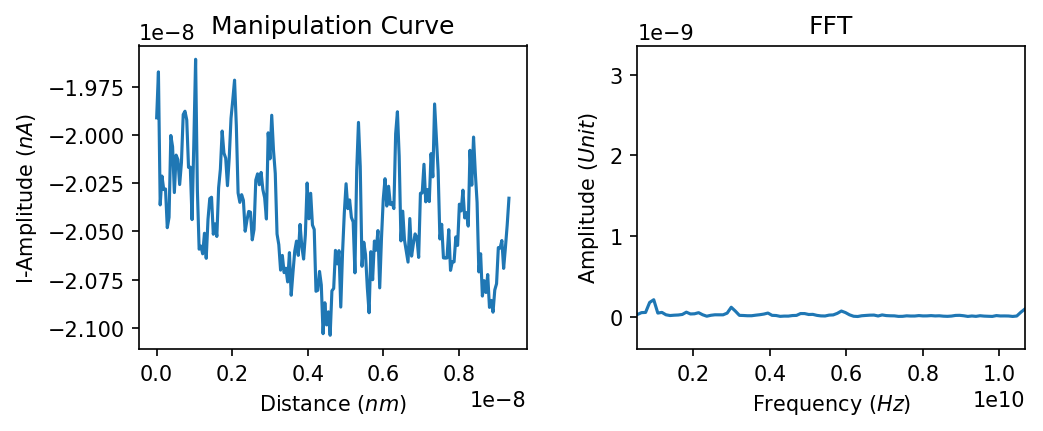 Manipulation Curve
1e−8
I-Amplitude (nA)
−1.975
−2.000
−2.025
−2.050
−2.075
−2.100
0.0 0.2 0.4 0.6 0.8
Distance (nm)
1e−8
FFT
1e−9
Amplitude (Unit)
3
2
1
0
0.2 0.4 0.6 0.8 1.0
Frequency (Hz)
1e10